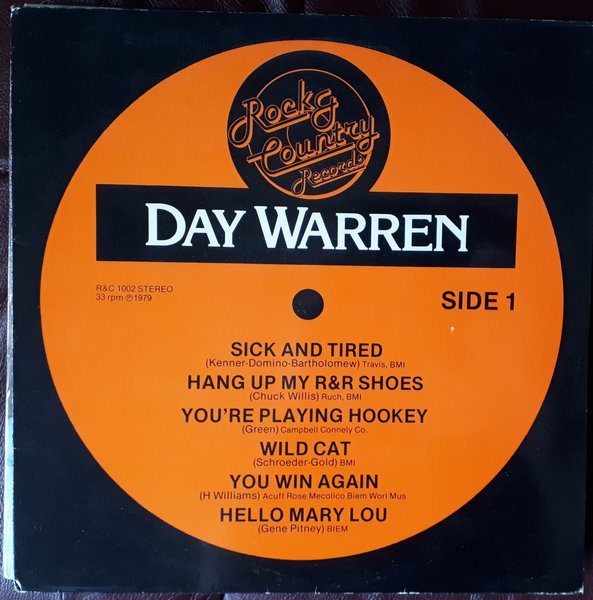 Rock &
Country
Records
DAY WARREN
R&C 1002 STEREO
33 rpm ℗1979
SIDE 1
SICK AND TIRED
(Kenner-Domino-Bartholomew) Travis, BMI
HANG UP MY R&R SHOES
(Chuck Willis) Ruch, BMI
YOU'RE PLAYING HOOKEY
(Green) Campbell Connely Co.
WILD CAT
(Schroeder-Gold) BMI
YOU WIN AGAIN
(H Williams) Acuff Rose Mecolico Biem Worl Mus
HELLO MARY LOU
(Gene Pitney) BIEM